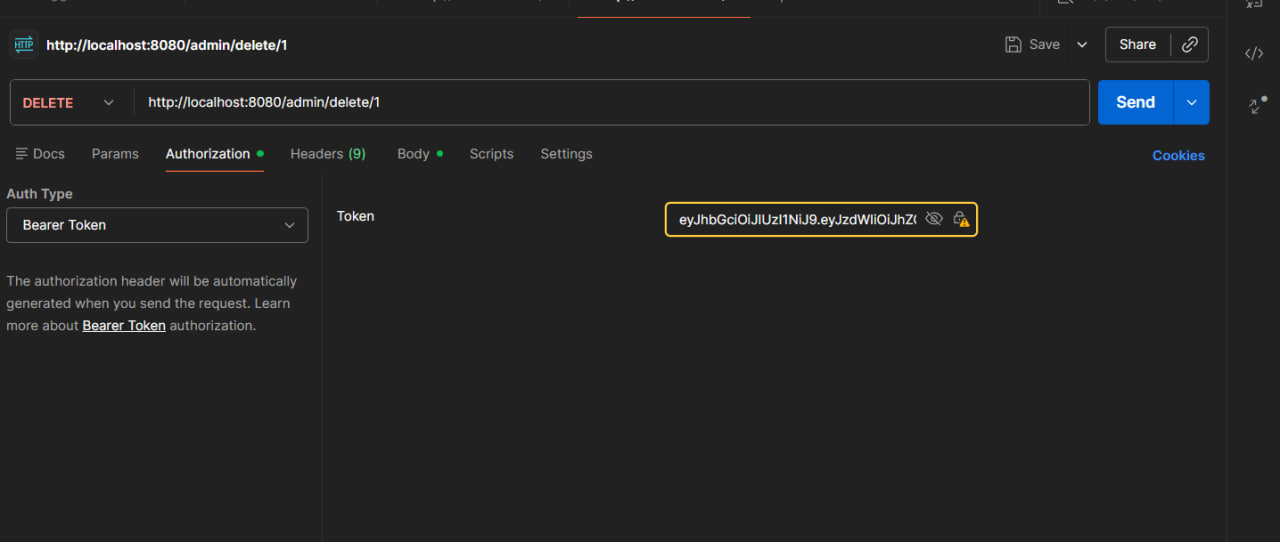 HTTP http://localhost:8080/admin/delete/1
Save
Share
DELETE
http://localhost:8080/admin/delete/1
Send
Docs
Params
Authorization
Headers (9)
Body
Scripts
Settings
Cookies
Auth Type
Bearer Token
Token
The authorization header will be automatically
generated when you send the request. Learn
more about Bearer Token authorization.